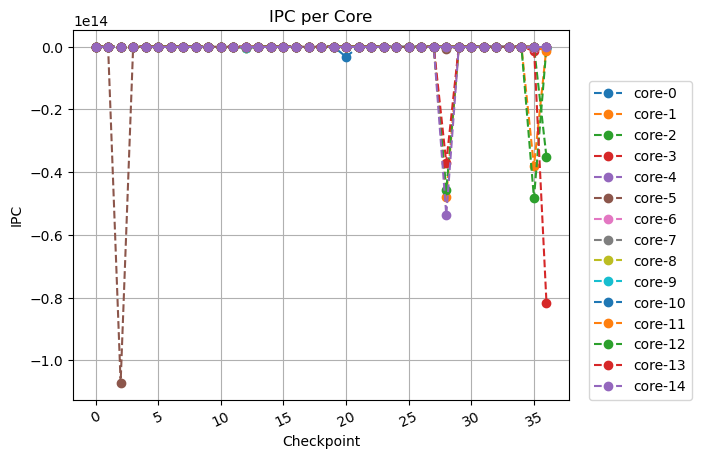 IPC per Core
1e14
0.0
−0.2
−0.4
−0.6
−0.8
−1.0
IPC
0 5 10 15 20 25 30 35
Checkpoint
core-0
core-1
core-2
core-3
core-4
core-5
core-6
core-7
core-8
core-9
core-10
core-11
core-12
core-13
core-14